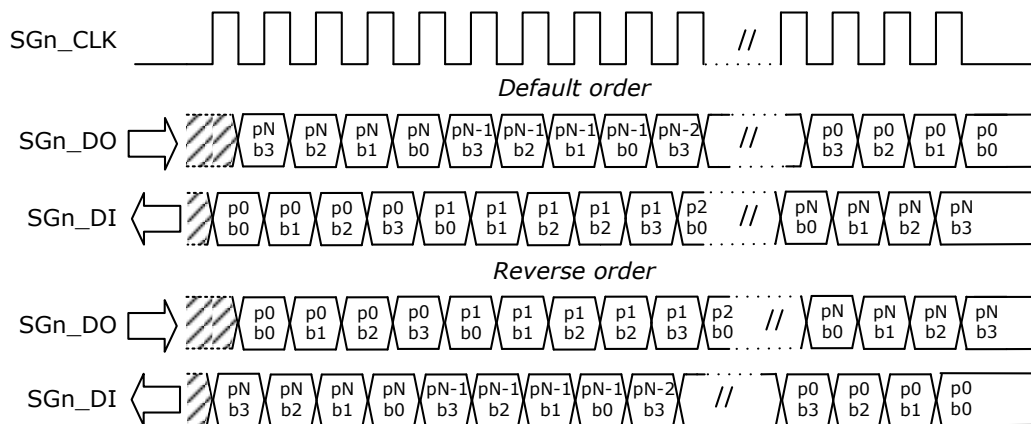 SGn_CLK //
Default order
pN pN pN pN pN-1 pN-1 pN-1 pN-1 pN-2 p0 p0 p0 p0
SGn_DO //
b3 b2 b1 b0 b3 b2 b1 b0 b3 b3 b2 b1 b0
p0 p0 p0 p0 p1 p1 p1 p1 p1 p2 pN pN pN pN
SGn_DI //
b0 b1 b2 b3 b0 b1 b2 b2 b3 b0 b0 b1 b2 b3
Reverse order
p0 p0 p0 p0 p1 p1 p1 p1 p1 p2 pN pN pN pN
SGn_DO //
b0 b1 b2 b3 b0 b1 b2 b2 b3 b0 b0 b1 b2 b3
pN pN pN pN pN-1 pN-1 pN-1 pN-1 pN-2 p0 p0 p0 p0
SGn_DI //
b3 b2 b1 b0 b3 b2 b1 b0 b3 b3 b2 b1 b0